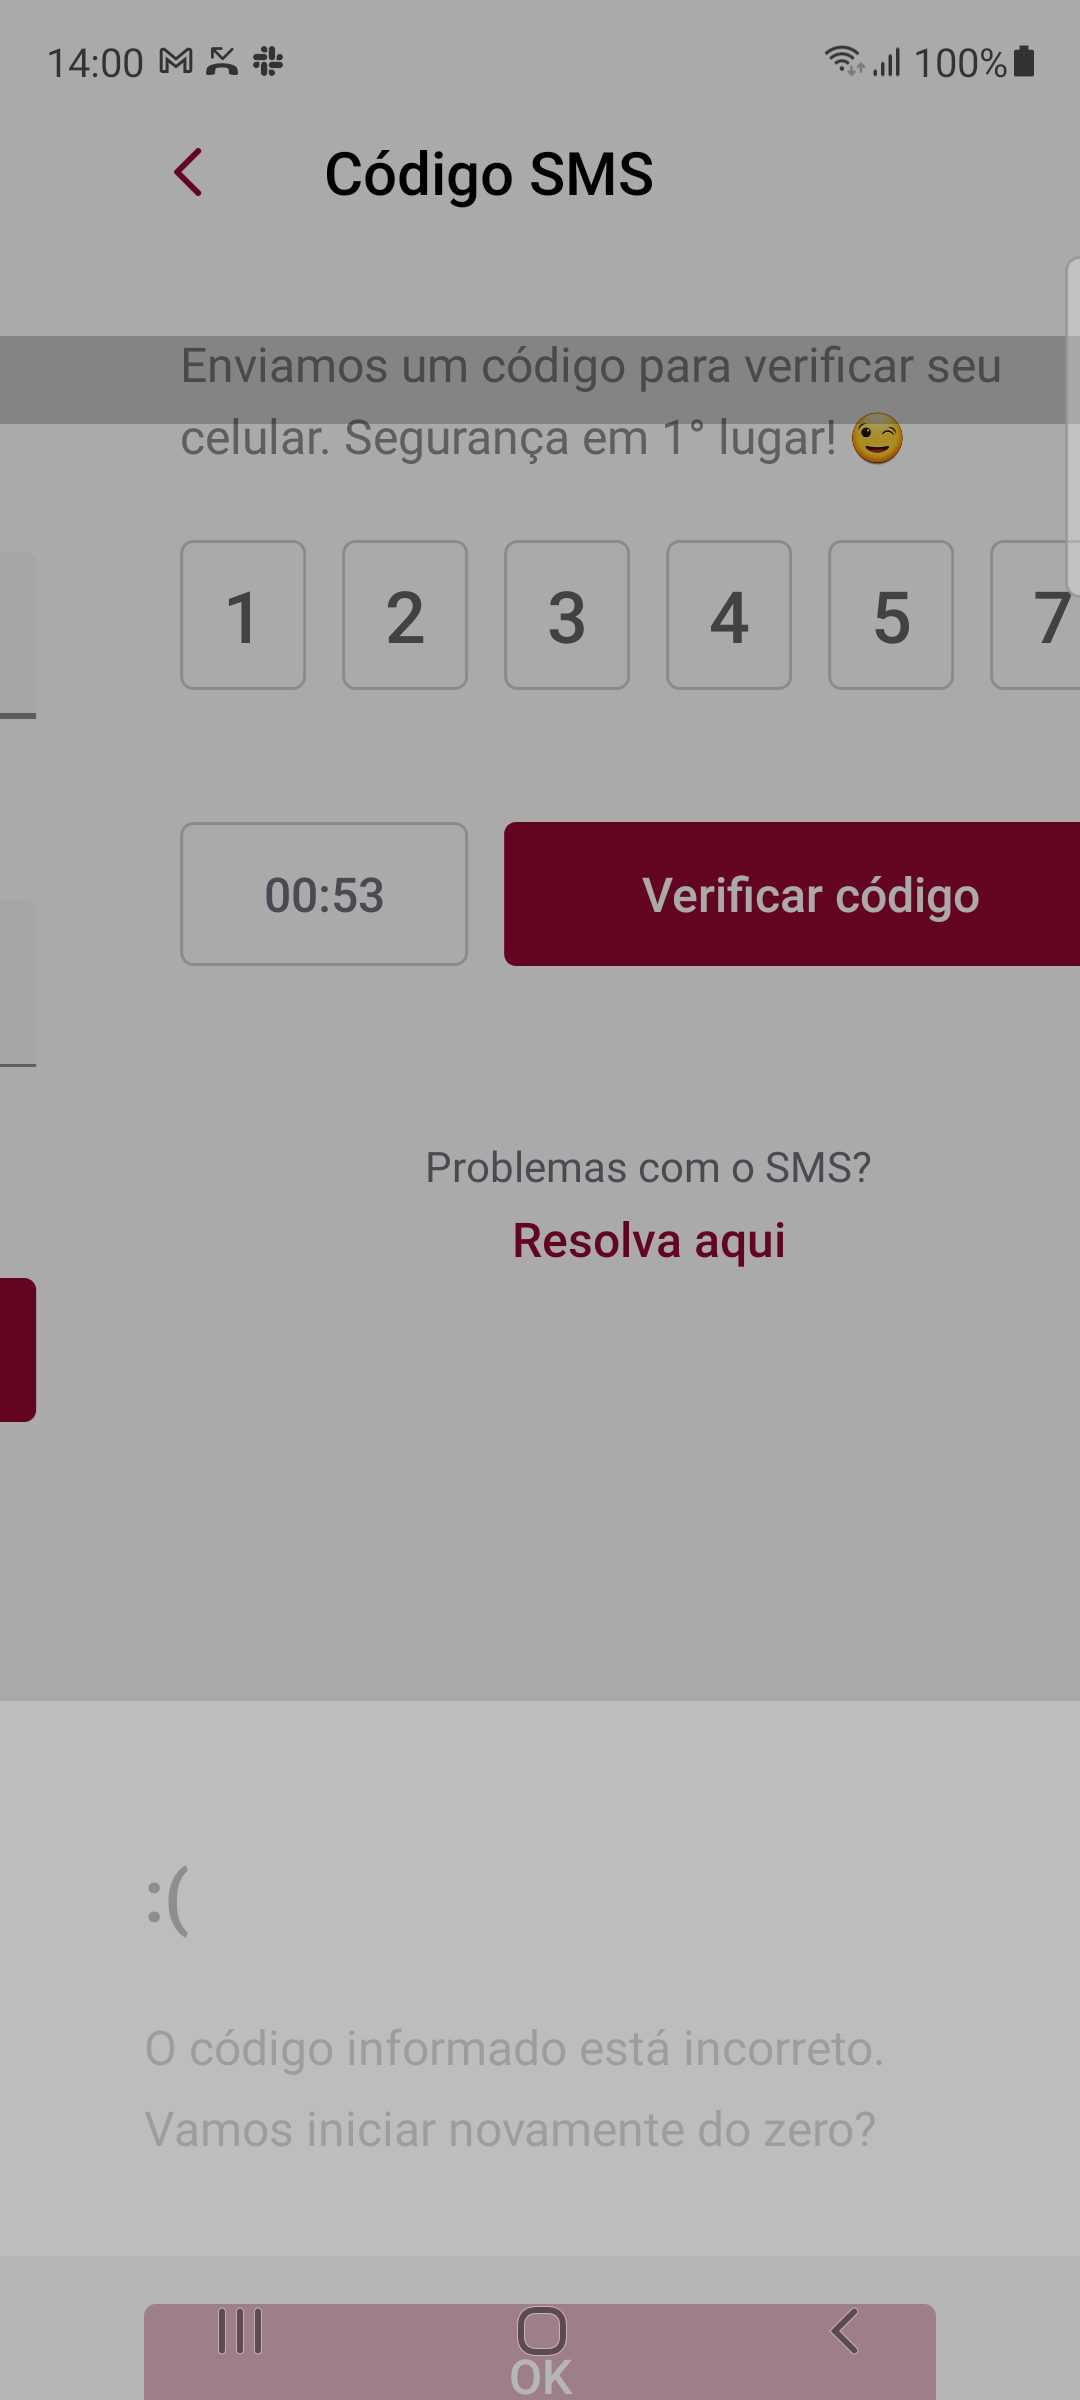 14:00 100%
Código SMS
Enviamos um código para verificar seu
celular. Segurança em 1° lugar! 😉
1 2 3 4 5 7
00:53 Verificar código
Problemas com o SMS?
Resolva aqui
:(
O código informado está incorreto.
Vamos iniciar novamente do zero?
OK